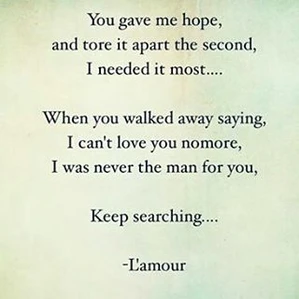 You gave me hope,
and tore it apart the second,
I needed it most....
When you walked away saying,
I can't love you nomore,
I was never the man for you,
Keep searching....
-L'amour